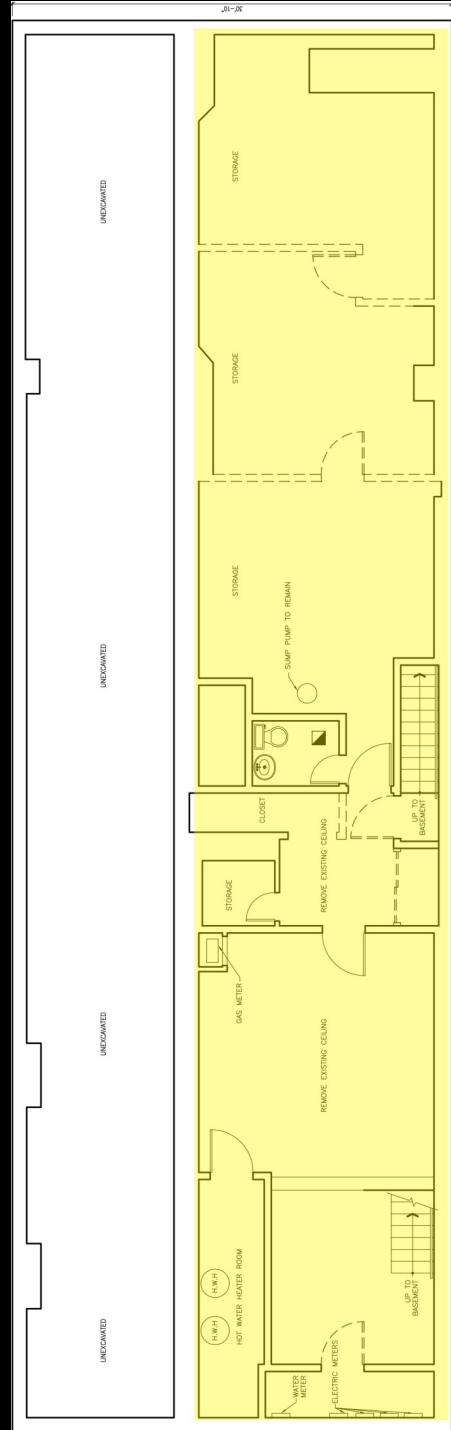 30'-10"
UNEXCAVATED
STORAGE
UNEXCAVATED
STORAGE
UNEXCAVATED
STORAGE
SUMP PUMP TO REMAIN
CLOSET
UP TO
BASEMENT
STORAGE
REMOVE EXISTING CEILING
GAS METER
UNEXCAVATED
REMOVE EXISTING CEILING
H.W.H
H.W.H
HOT WATER HEATER ROOM
UP TO
BASEMENT
UNEXCAVATED
WATER
METER
ELECTRIC METERS